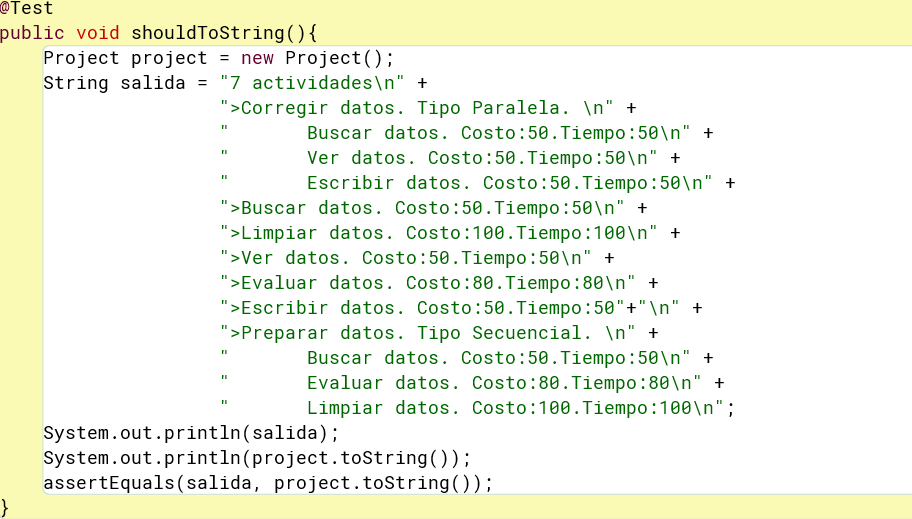 @Test
public void shouldToString(){
    Project project = new Project();
    String salida = "7 actividades\n" +
                    ">Corregir datos. Tipo Paralela. \n" +
                    "       Buscar datos. Costo:50.Tiempo:50\n" +
                    "       Ver datos. Costo:50.Tiempo:50\n" +
                    "       Escribir datos. Costo:50.Tiempo:50\n" +
                    ">Buscar datos. Costo:50.Tiempo:50\n" +
                    ">Limpiar datos. Costo:100.Tiempo:100\n" +
                    ">Ver datos. Costo:50.Tiempo:50\n" +
                    ">Evaluar datos. Costo:80.Tiempo:80\n" +
                    ">Escribir datos. Costo:50.Tiempo:50"+"\n" +
                    ">Preparar datos. Tipo Secuencial. \n" +
                    "       Buscar datos. Costo:50.Tiempo:50\n" +
                    "       Evaluar datos. Costo:80.Tiempo:80\n" +
                    "       Limpiar datos. Costo:100.Tiempo:100\n";
    System.out.println(salida);
    System.out.println(project.toString());
    assertEquals(salida, project.toString());
}